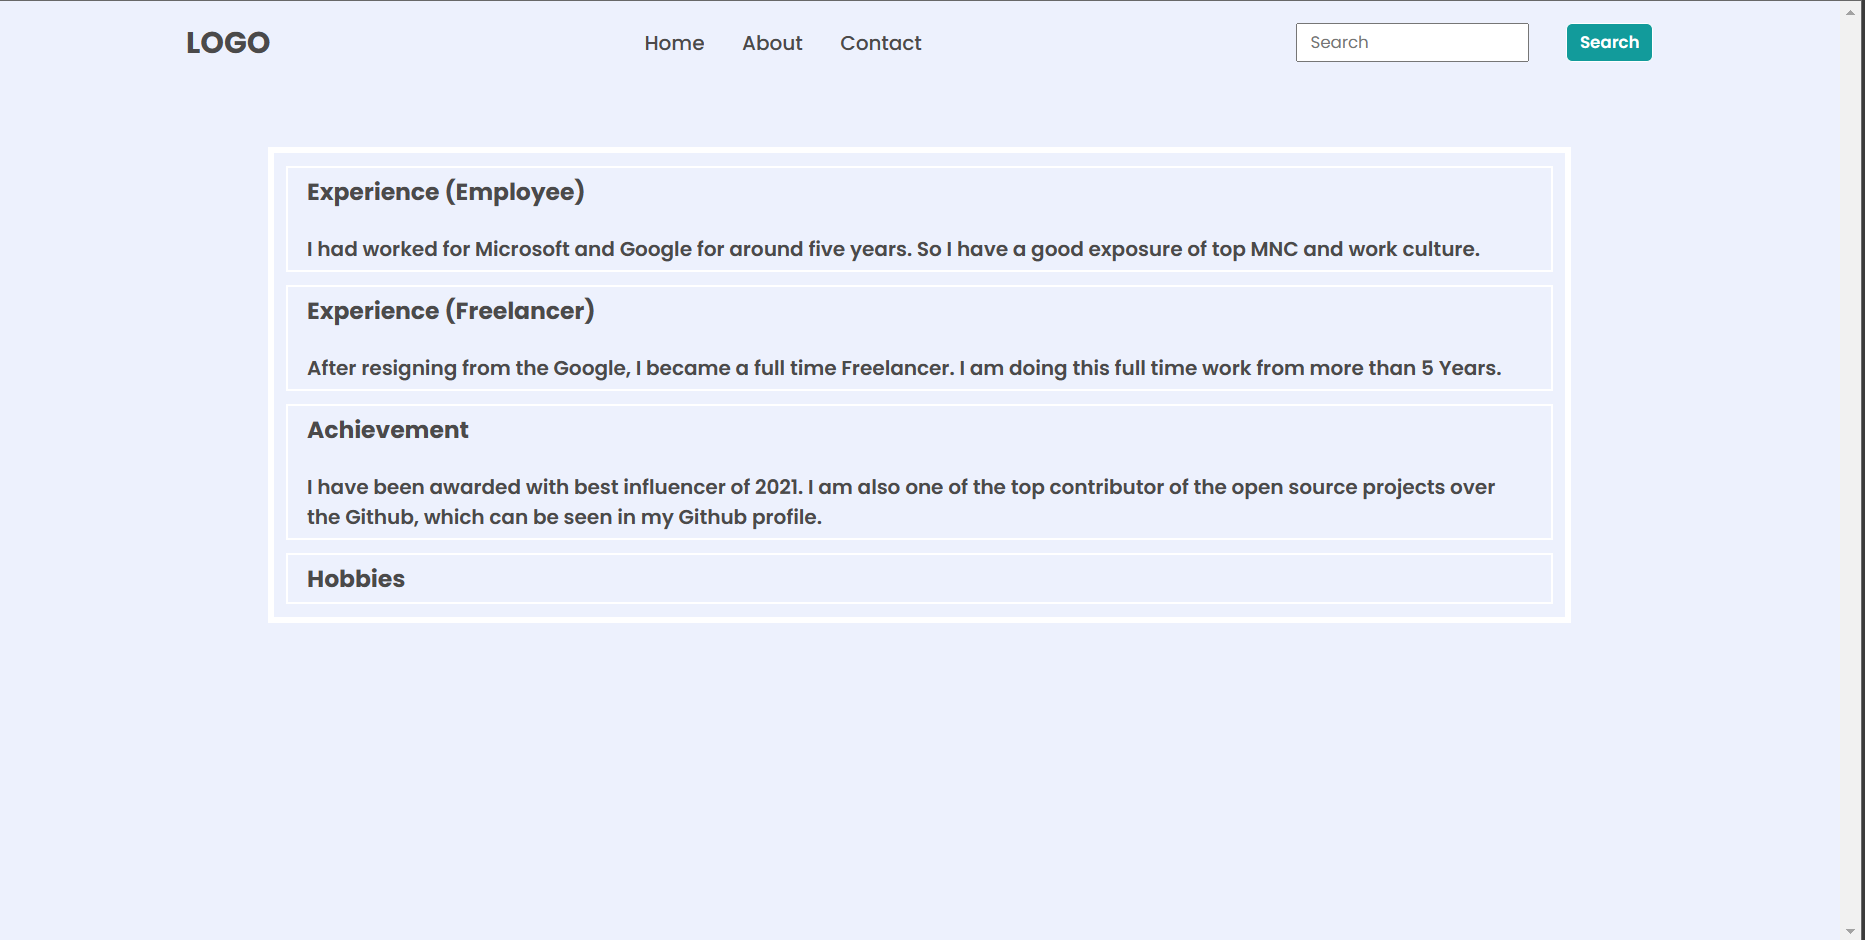 LOGO
Home About Contact
Search
Search
Experience (Employee)
I had worked for Microsoft and Google for around five years. So I have a good exposure of top MNC and work culture.
Experience (Freelancer)
After resigning from the Google, I became a full time Freelancer. I am doing this full time work from more than 5 Years.
Achievement
I have been awarded with best influencer of 2021. I am also one of the top contributor of the open source projects over
the Github, which can be seen in my Github profile.
Hobbies